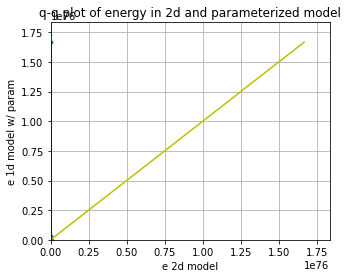 q-q plot of energy in 2d and parameterized model
1e76
1.75
1.50
1.25
1.00
0.75
0.50
0.25
0.00
e 1d model w/ param
0.00 0.25 0.50 0.75 1.00 1.25 1.50 1.75
1e76
e 2d model